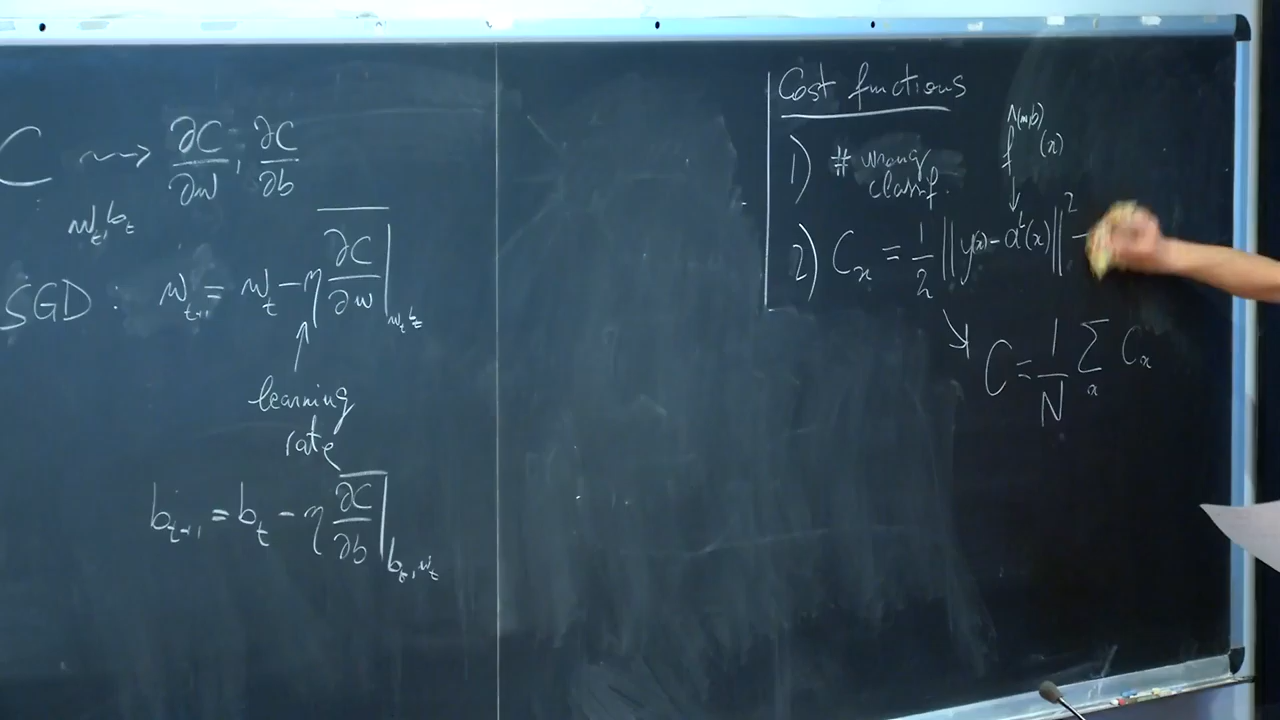 C ⇝ ∂C/∂w, ∂C/∂b
w_t, b_t
SGD : w_{t+1} = w_t − η ∂C/∂w |_{w_t, b_t}
learning
rate
b_{t+1} = b_t − η ∂C/∂b |_{b_t, w_t}
Cost functions
1) # wrong
classif.
f^(w,b) (x)
2) C_x = 1/2 ||y(x) − a^L(x)||^2 −
C = 1/N Σ_x C_x